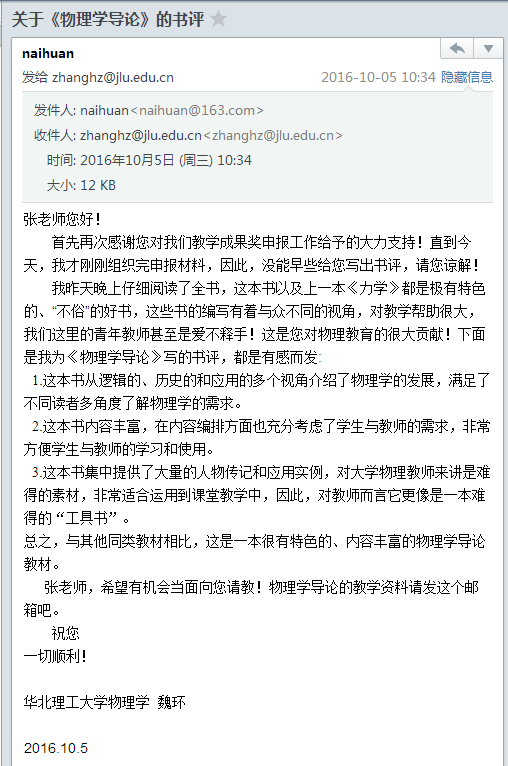 关于《物理学导论》的书评
naihuan
发给 zhanghz@jlu.edu.cn 2016-10-05 10:34 隐藏信息
发件人: naihuan<naihuan@163.com>
收件人: zhanghz@jlu.edu.cn<zhanghz@jlu.edu.cn>
时间: 2016年10月5日 (周三) 10:34
大小: 12 KB
张老师您好！
首先再次感谢您对我们教学成果奖申报工作给予的大力支持！直到今
天，我才刚刚组织完申报材料，因此，没能早些给您写出书评，请您谅解！
我昨天晚上仔细阅读了全书，这本书以及上一本《力学》都是极有特色
的、“不俗”的好书，这些书的编写有着与众不同的视角，对教学帮助很大，
我们这里的青年教师甚至是爱不释手！这是您对物理教育的很大贡献！下面
是我为《物理学导论》写的书评，都是有感而发:
1.这本书从逻辑的、历史的和应用的多个视角介绍了物理学的发展，满足了
不同读者多角度了解物理学的需求。
2.这本书内容丰富，在内容编排方面也充分考虑了学生与教师的需求，非常
方便学生与教师的学习和使用。
3.这本书集中提供了大量的人物传记和应用实例，对大学物理教师来讲是难
得的素材，非常适合运用到课堂教学中，因此，对教师而言它更像是一本难
得的“工具书”。
总之，与其他同类教材相比，这是一本很有特色的、内容丰富的物理学导论
教材。
张老师，希望有机会当面向您请教！物理学导论的教学资料请发这个邮
箱吧。
祝您
一切顺利！
华北理工大学物理学 魏环
2016.10.5